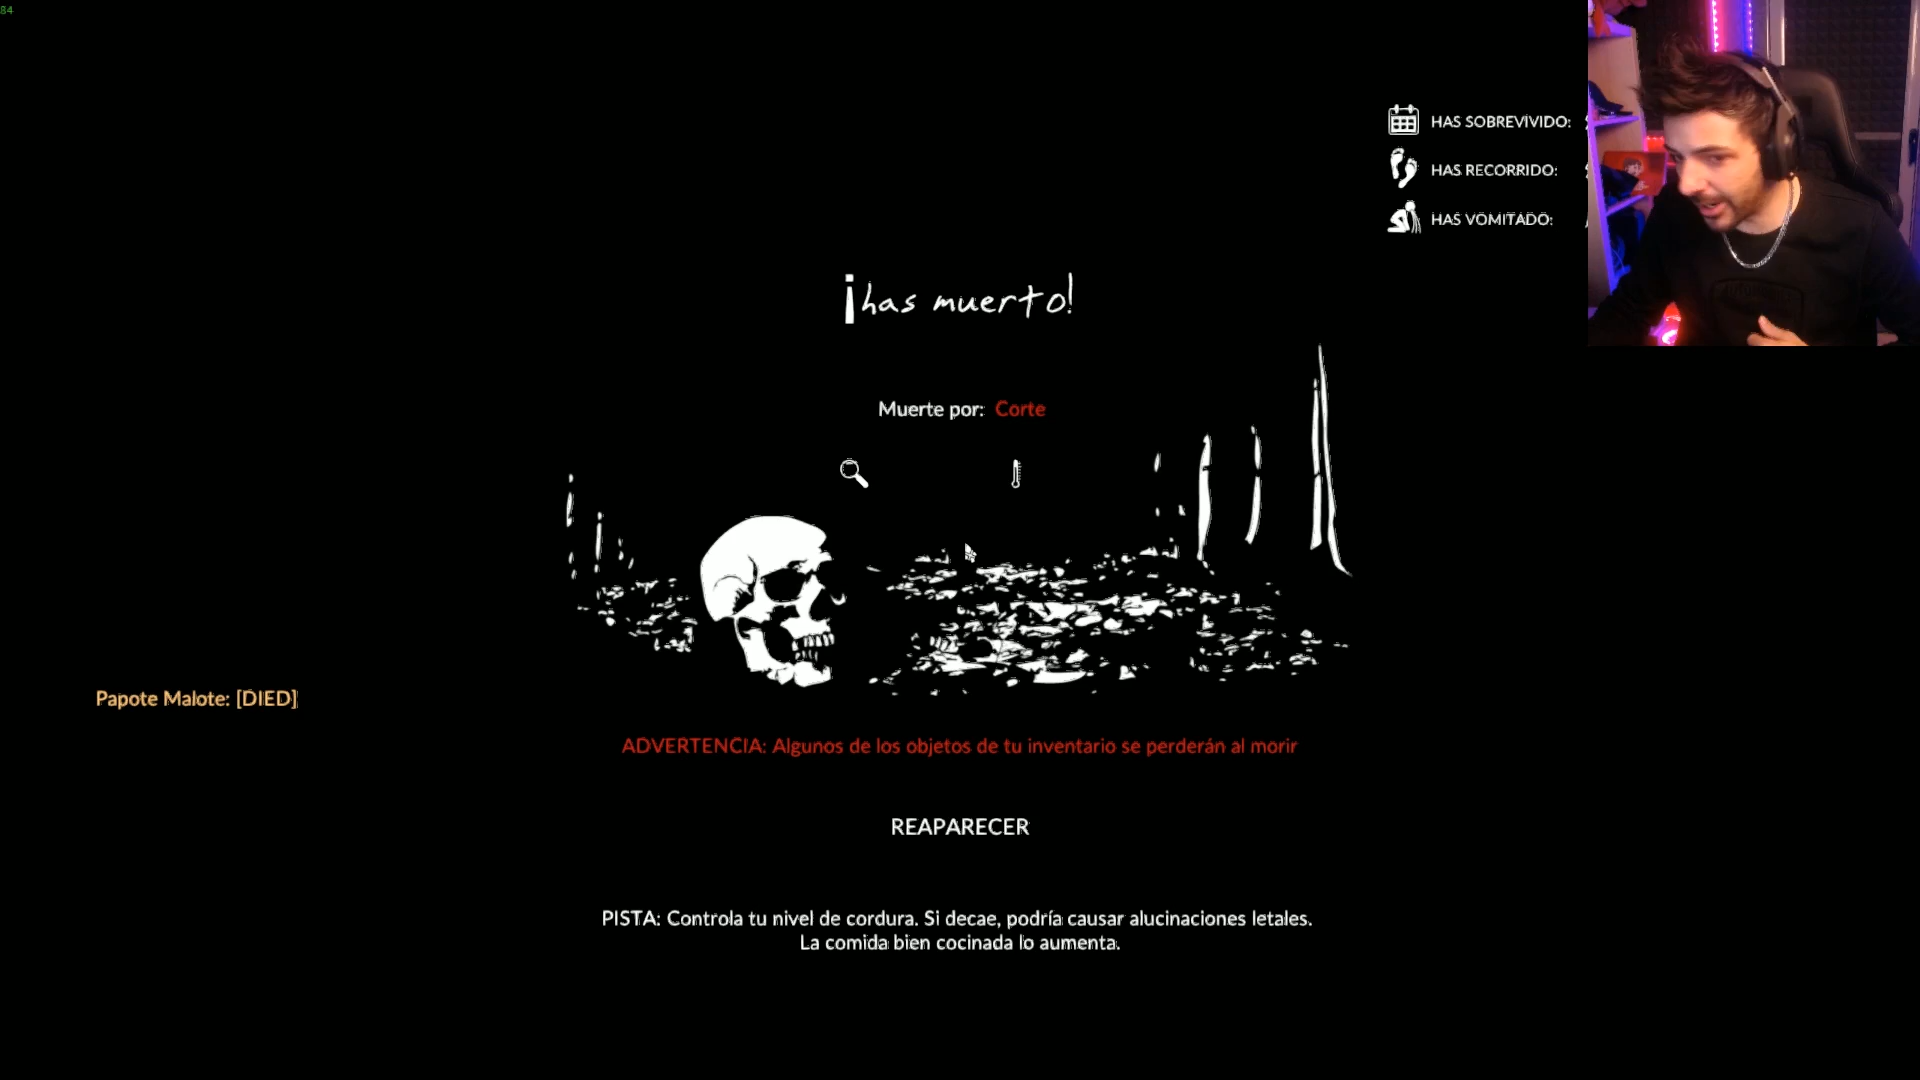 84
HAS SOBREVIVIDO:
HAS RECORRIDO:
HAS VOMITADO:
¡has muerto!
Muerte por: Corte
Papote Malote: [DIED]
ADVERTENCIA: Algunos de los objetos de tu inventario se perderán al morir
REAPARECER
PISTA: Controla tu nivel de cordura. Si decae, podría causar alucinaciones letales.
La comida bien cocinada lo aumenta.